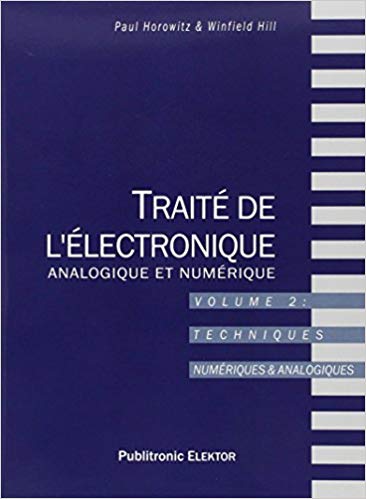 Paul Horowitz & Winfield Hill
TRAITÉ DE
L'ÉLECTRONIQUE
ANALOGIQUE ET NUMÉRIQUE
VOLUME 2:
TECHNIQUES
NUMÉRIQUES & ANALOGIQUES
Publitronic ELEKTOR